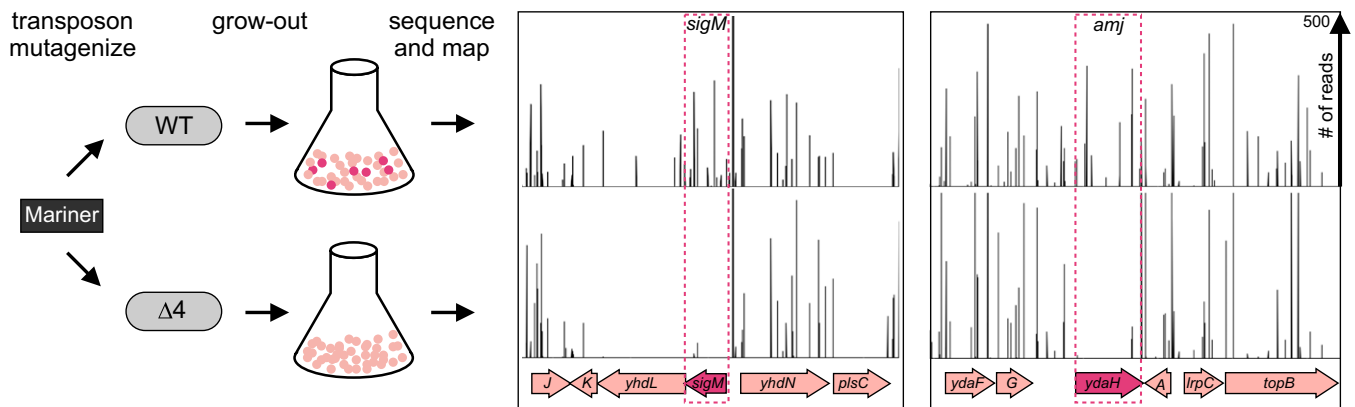 transposon mutagenize
grow-out
sequence and map
WT
Mariner
Δ4
sigM
amj
500
# of reads
J K yhdL sigM yhdN plsC
ydaF G ydaH A lrpC topB